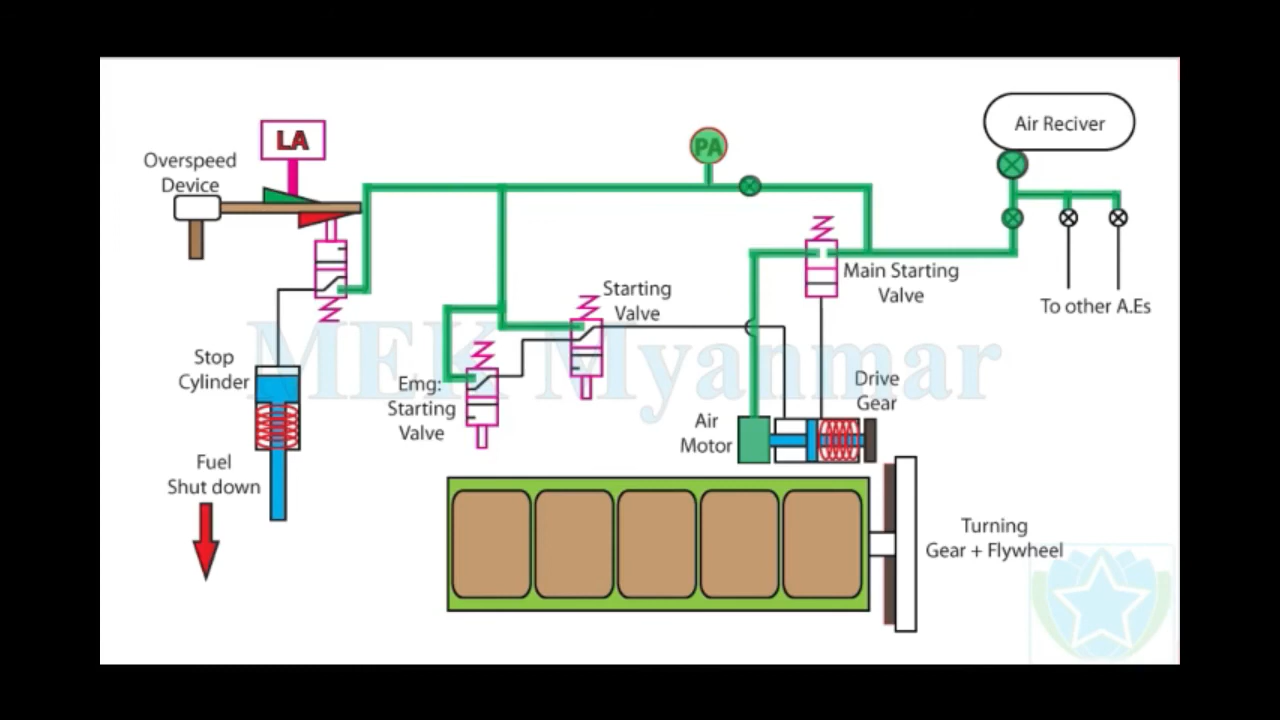 Air Reciver
LA
PA
Overspeed
Device
Main Starting
Valve
Starting
Valve
To other A.Es
MEK Myanmar
Stop
Cylinder
Emg:
Starting
Valve
Drive
Gear
Air
Motor
Fuel
Shut down
Turning
Gear + Flywheel